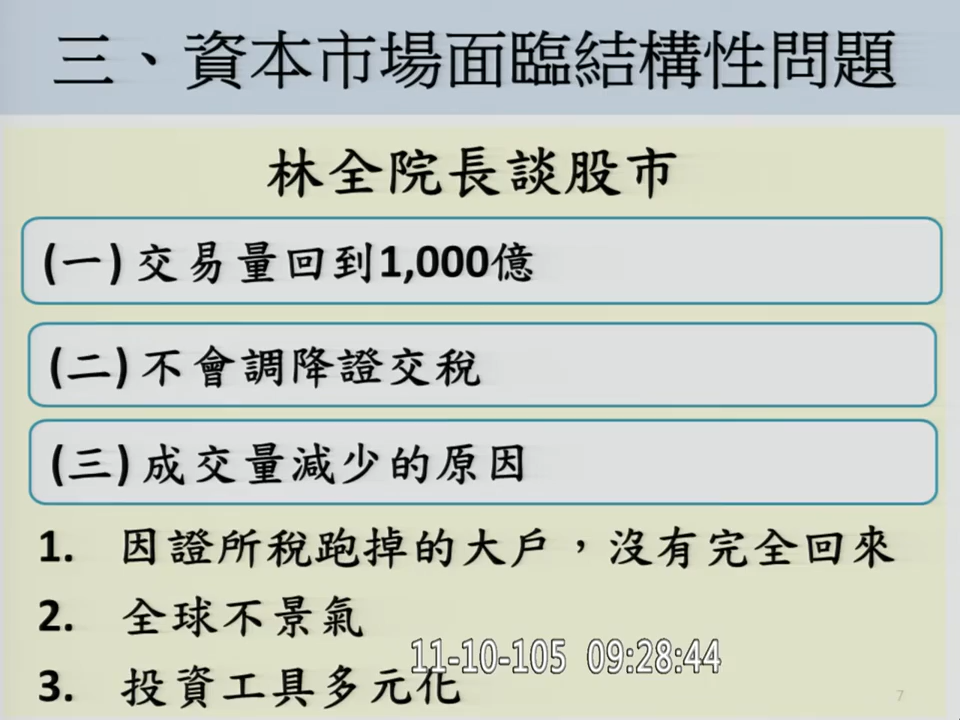 三、資本市場面臨結構性問題
林全院長談股市
(一) 交易量回到1,000億
(二) 不會調降證交稅
(三) 成交量減少的原因
1. 因證所稅跑掉的大戶，沒有完全回來
2. 全球不景氣
11-10-105 09:28:44
3. 投資工具多元化
7